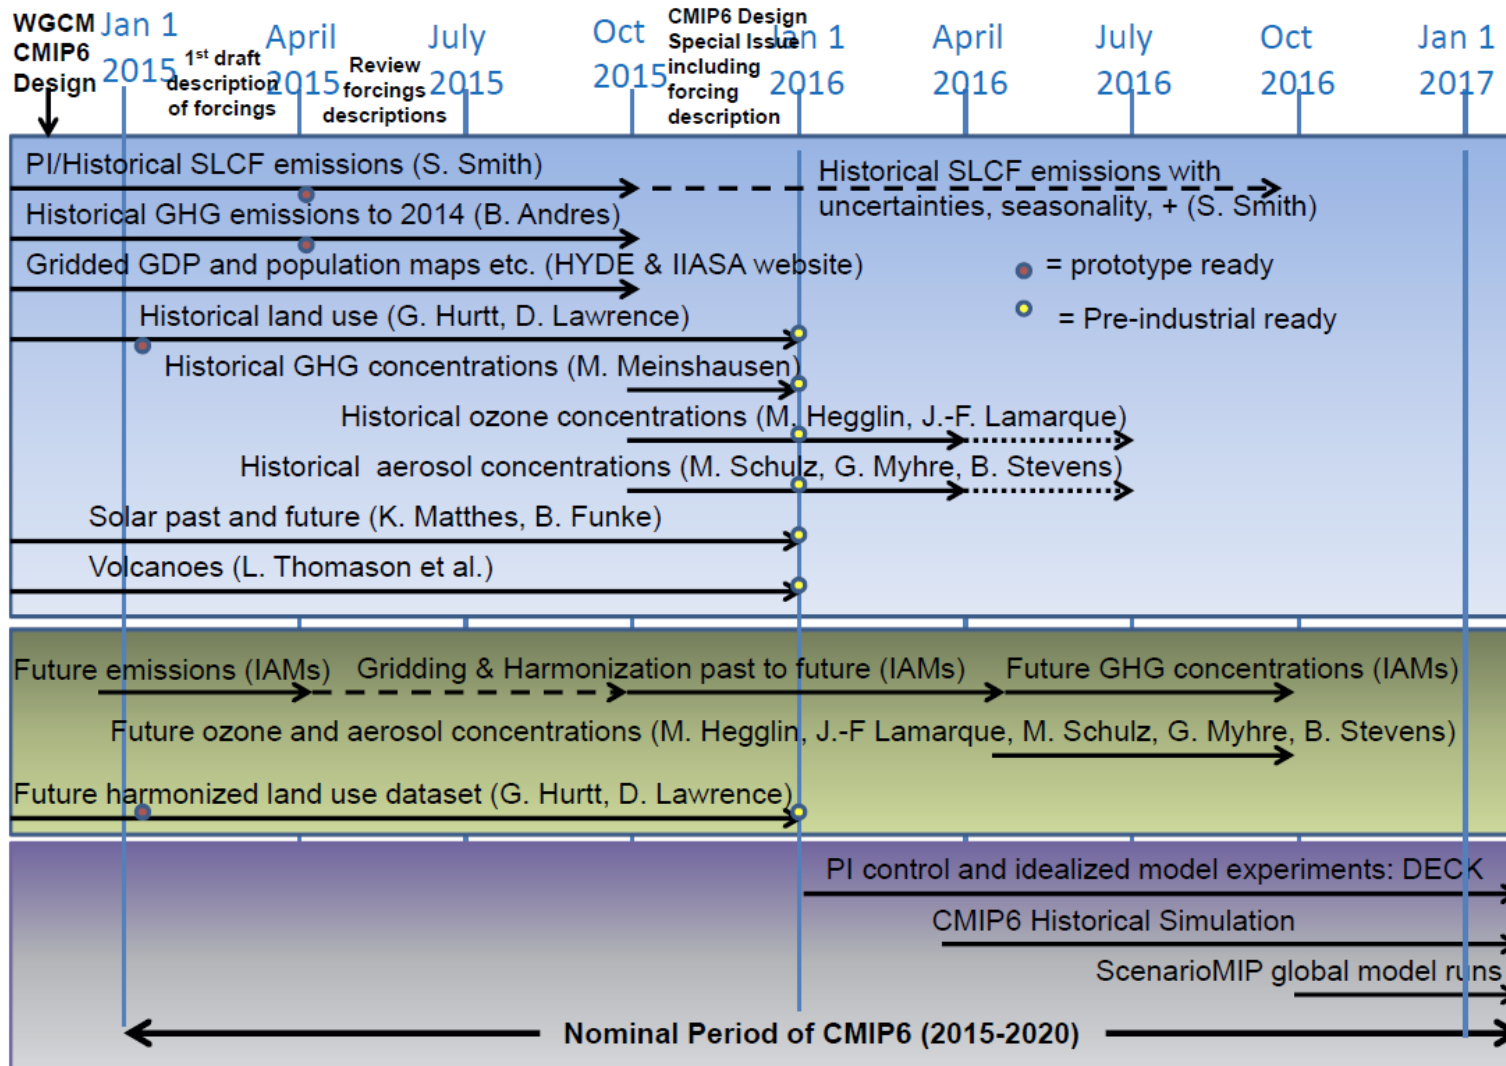 WGCM
CMIP6
Design
Jan 1
2015
1st draft
description
of forcings
April
2015
Review
forcings
descriptions
July
2015
Oct
2015
CMIP6 Design
Special Issue
including
forcing
description
Jan 1
2016
April
2016
July
2016
Oct
2016
Jan 1
2017
PI/Historical SLCF emissions (S. Smith)
Historical SLCF emissions with
uncertainties, seasonality, + (S. Smith)
Historical GHG emissions to 2014 (B. Andres)
Gridded GDP and population maps etc. (HYDE & IIASA website)
= prototype ready
Historical land use (G. Hurtt, D. Lawrence)
= Pre-industrial ready
Historical GHG concentrations (M. Meinshausen)
Historical ozone concentrations (M. Hegglin, J.-F. Lamarque)
Historical aerosol concentrations (M. Schulz, G. Myhre, B. Stevens)
Solar past and future (K. Matthes, B. Funke)
Volcanoes (L. Thomason et al.)
Future emissions (IAMs)
Gridding & Harmonization past to future (IAMs)
Future GHG concentrations (IAMs)
Future ozone and aerosol concentrations (M. Hegglin, J.-F Lamarque, M. Schulz, G. Myhre, B. Stevens)
Future harmonized land use dataset (G. Hurtt, D. Lawrence)
PI control and idealized model experiments: DECK
CMIP6 Historical Simulation
ScenarioMIP global model runs
Nominal Period of CMIP6 (2015-2020)